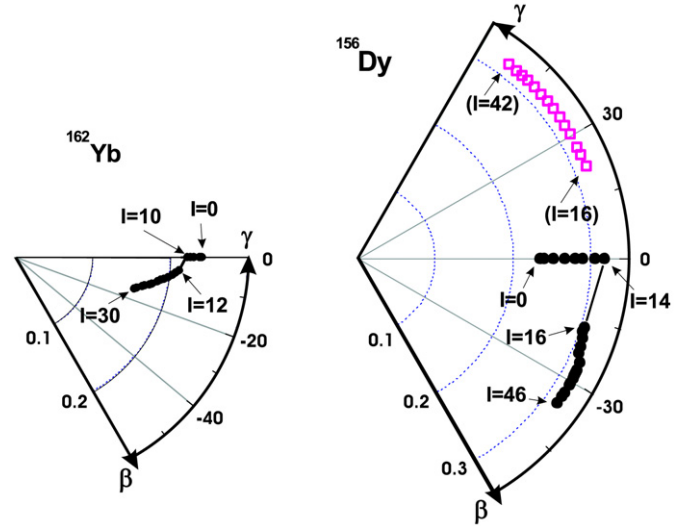 162Yb
I=10
I=0
γ
0
I=30
I=12
0.1
-20
0.2
-40
β
156Dy
γ
(I=42)
30
(I=16)
0
I=0
I=14
I=16
0.1
0.2
I=46
-30
0.3
β